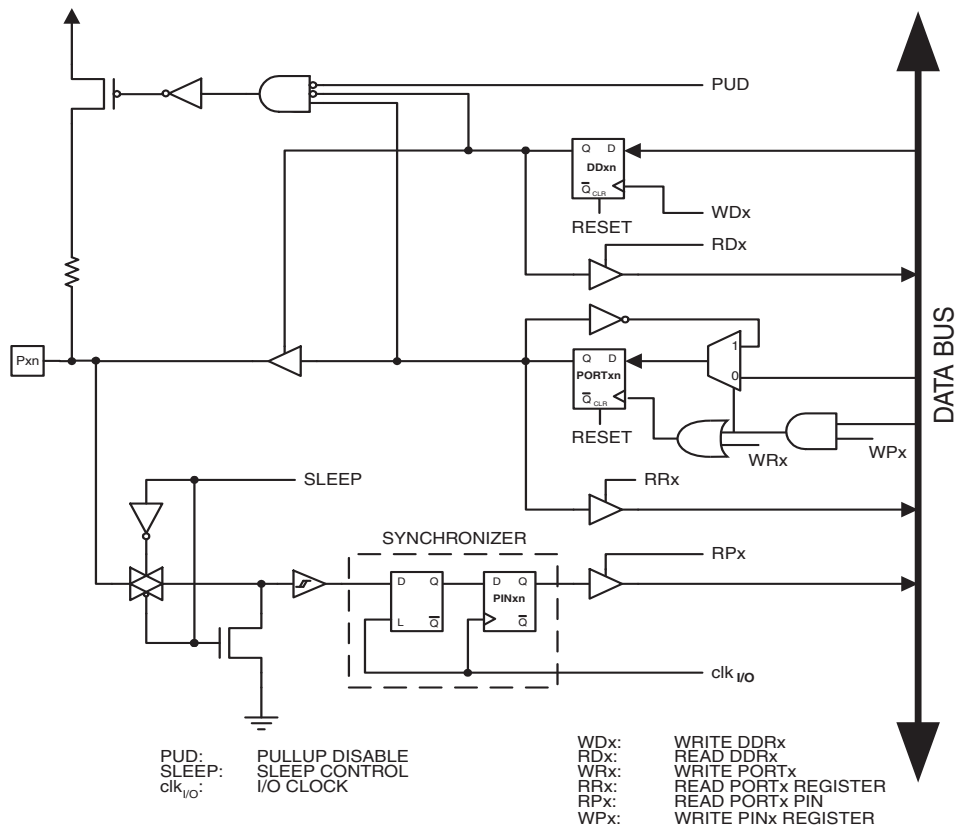 PUD
Q D
DDxn
Q CLR
WDx
RESET
RDx
Pxn
1
Q D
PORTxn
0
Q CLR
RESET
WRx
WPx
DATA BUS
SLEEP
RRx
SYNCHRONIZER
RPx
D Q
D Q
PINxn
L Q
Q
clk I/O
PUD: PULLUP DISABLE
SLEEP: SLEEP CONTROL
clkI/O: I/O CLOCK
WDx: WRITE DDRx
RDx: READ DDRx
WRx: WRITE PORTx
RRx: READ PORTx REGISTER
RPx: READ PORTx PIN
WPx: WRITE PINx REGISTER